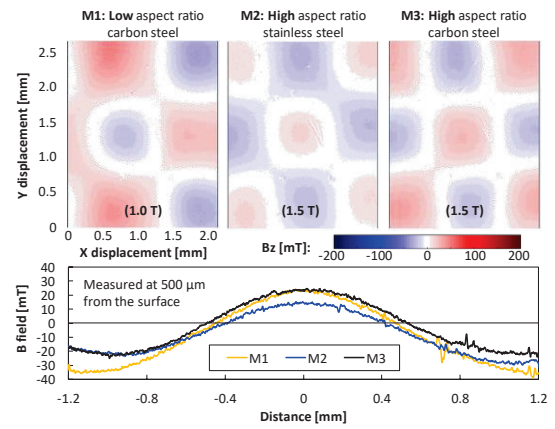 M1: Low aspect ratio
carbon steel
M2: High aspect ratio
stainless steel
M3: High aspect ratio
carbon steel
Y displacement [mm]
2.5
2.0
1.5
1.0
0.5
0
(1.0 T)
(1.5 T)
(1.5 T)
0 0.5 1.0 1.5 2.0
X displacement [mm]
Bz [mT]:
-200 -100 0 100 200
B field [mT]
40
30
20
10
0
-10
-20
-30
-40
Measured at 500 µm
from the surface
M1 M2 M3
-1.2 -0.8 -0.4 0 0.4 0.8 1.2
Distance [mm]